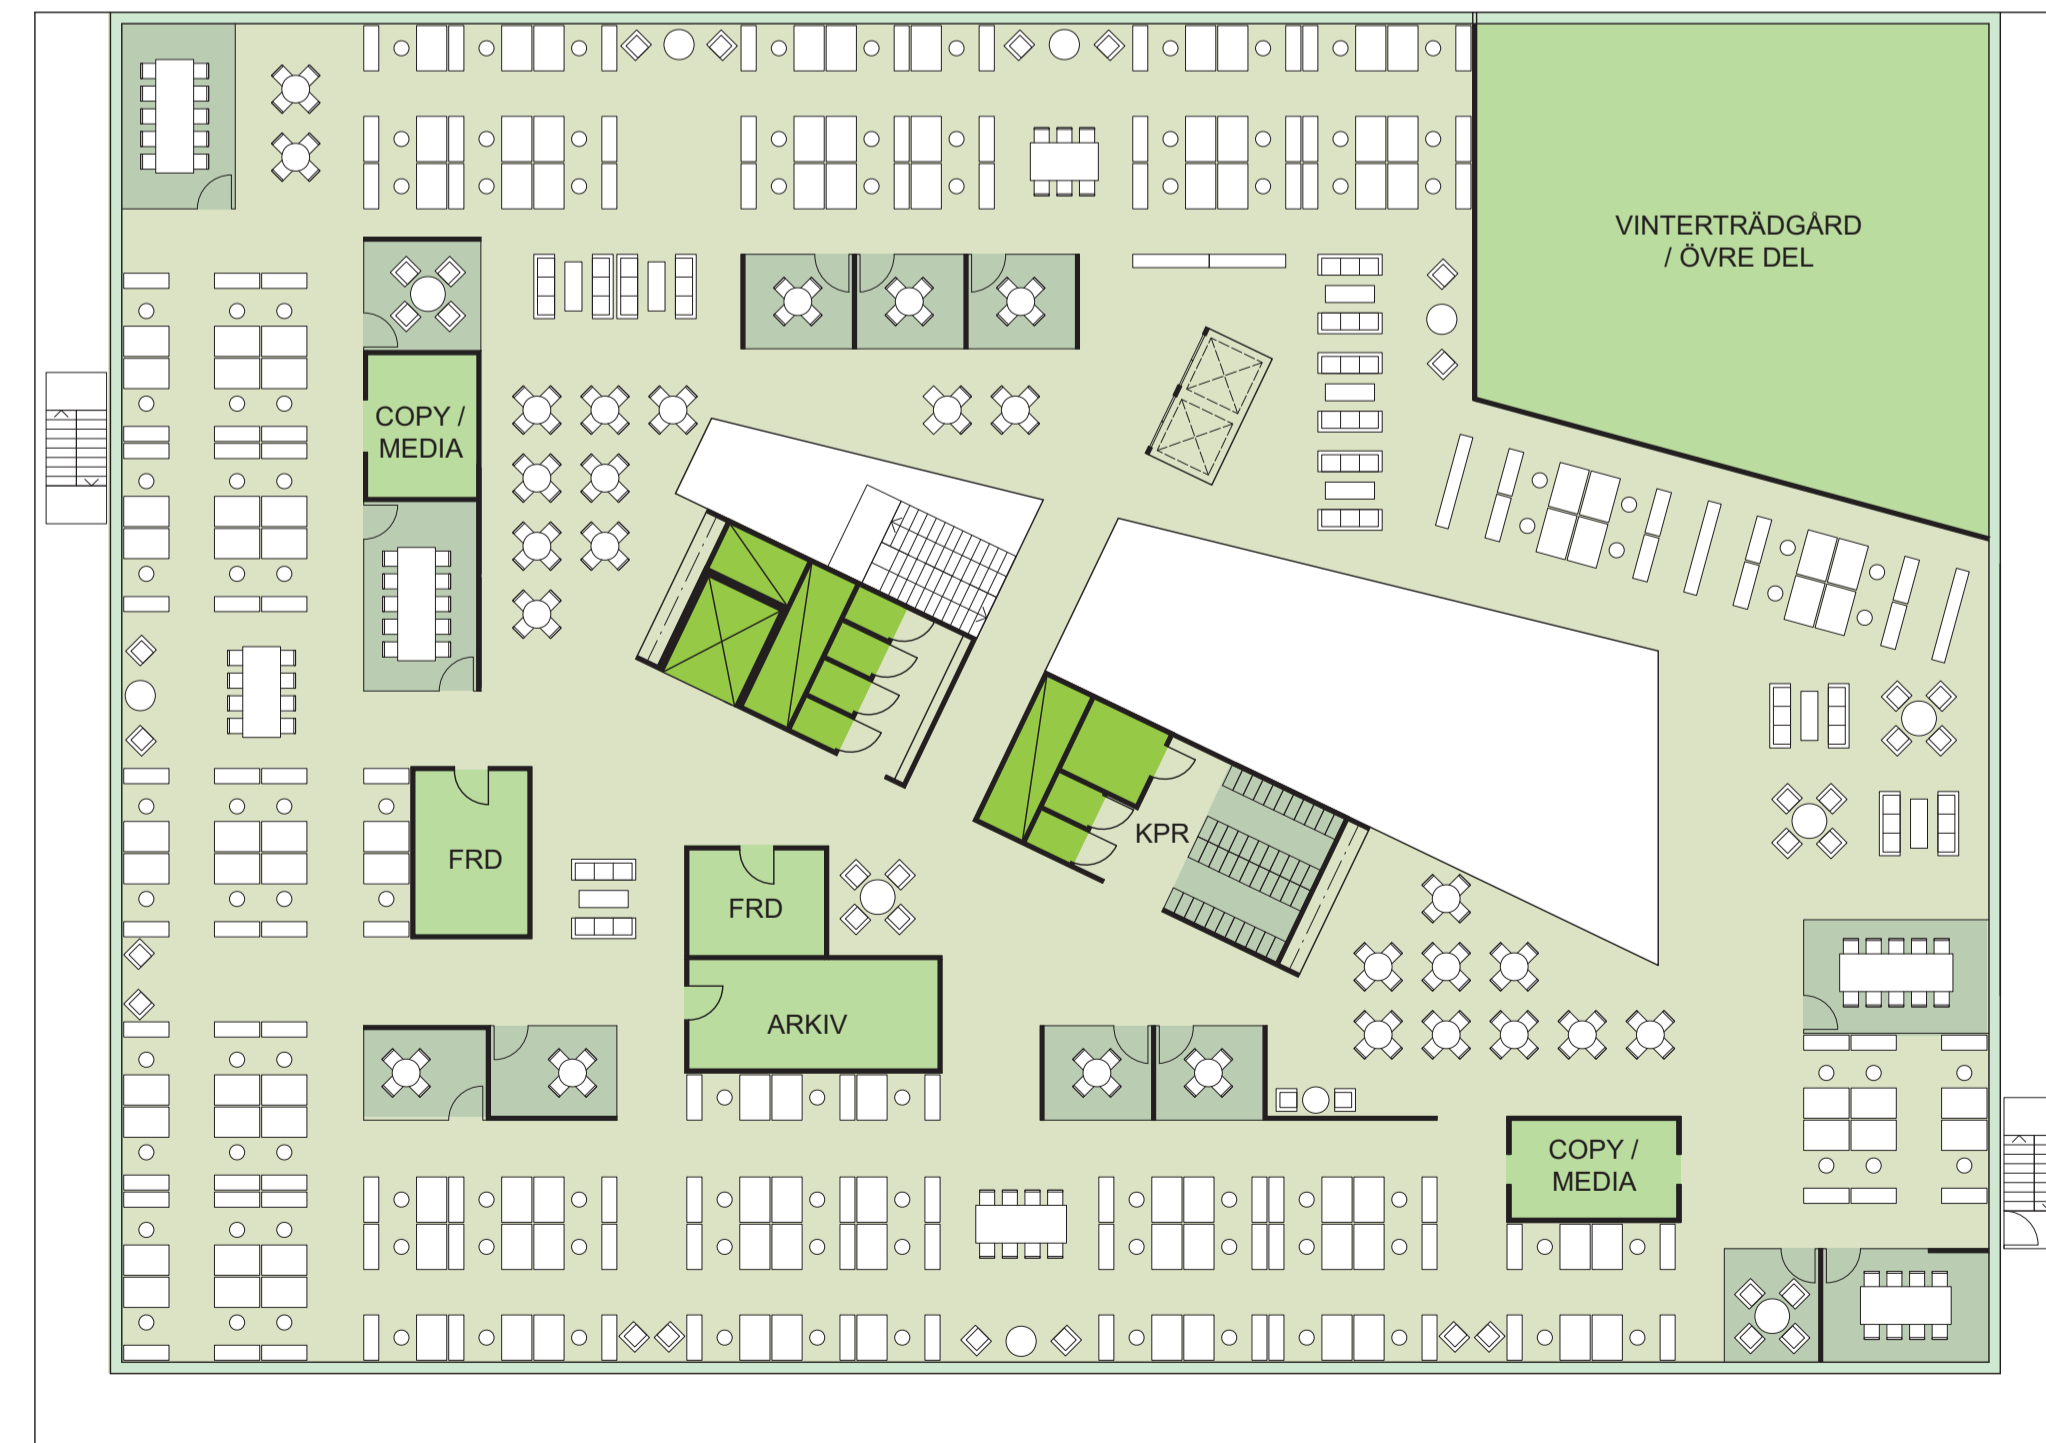 VINTERTRÄDGÅRD
/ ÖVRE DEL
COPY /
MEDIA
KPR
FRD
FRD
ARKIV
COPY /
MEDIA